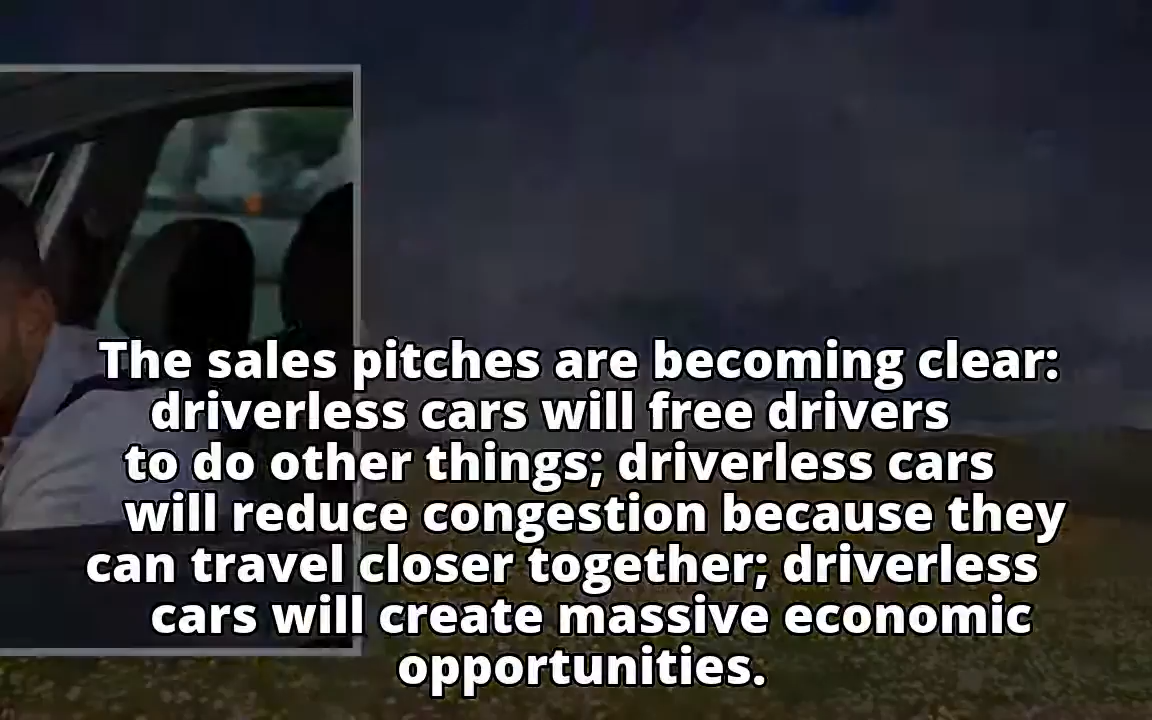 The sales pitches are becoming clear:
driverless cars will free drivers
to do other things; driverless cars
will reduce congestion because they
can travel closer together; driverless
cars will create massive economic
opportunities.